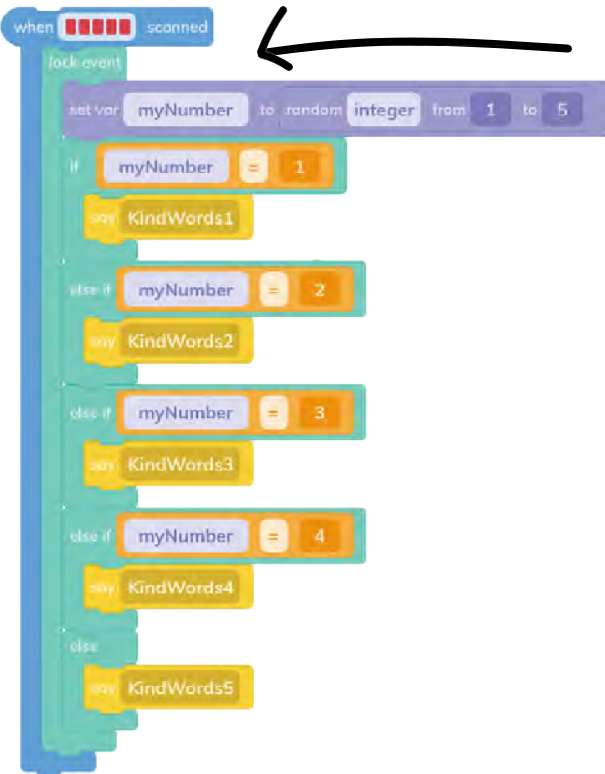 when scanned
lock event
set var myNumber to random integer from 1 to 5
if myNumber = 1
say KindWords1
else if myNumber = 2
say KindWords2
else if myNumber = 3
say KindWords3
else if myNumber = 4
say KindWords4
else
say KindWords5